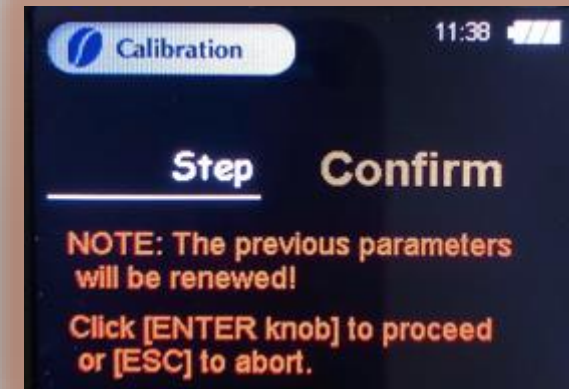 Calibration
11:38
Step Confirm
NOTE: The previous parameters
will be renewed!
Click [ENTER knob] to proceed
or [ESC] to abort.